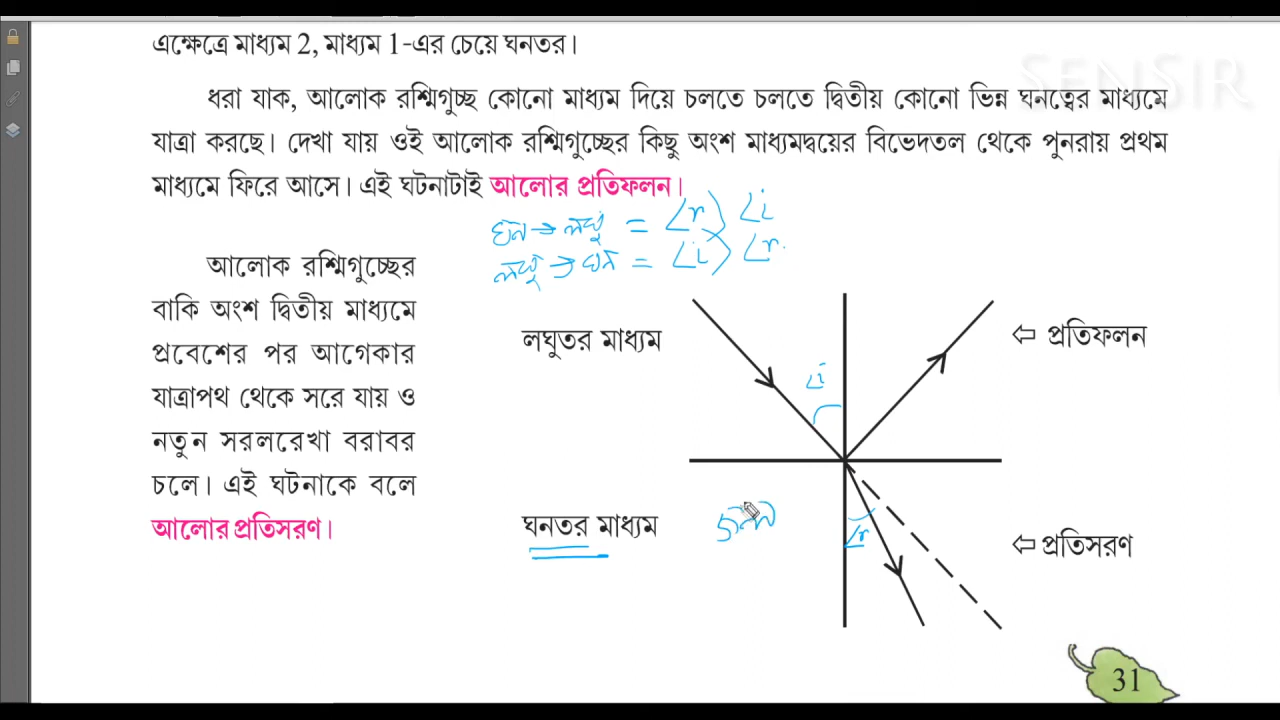 SENSIR
এক্ষেত্রে মাধ্যম 2, মাধ্যম 1-এর চেয়ে ঘনতর।
ধরা যাক, আলোক রশ্মিগুচ্ছ কোনো মাধ্যম দিয়ে চলতে চলতে দ্বিতীয় কোনো ভিন্ন ঘনত্বের মাধ্যমে
যাত্রা করছে। দেখা যায় ওই আলোক রশ্মিগুচ্ছের কিছু অংশ মাধ্যমদ্বয়ের বিভেদতল থেকে পুনরায় প্রথম
মাধ্যমে ফিরে আসে। এই ঘটনাটাই আলোর প্রতিফলন।
ঘন → লঘু = ∠r > ∠i
লঘু → ঘন = ∠i > ∠r.
আলোক রশ্মিগুচ্ছের
বাকি অংশ দ্বিতীয় মাধ্যমে
প্রবেশের পর আগেকার
যাত্রাপথ থেকে সরে যায় ও
নতুন সরলরেখা বরাবর
চলে। এই ঘটনাকে বলে
আলোর প্রতিসরণ।
লঘুতর মাধ্যম
∠i
⇦ প্রতিফলন
ঘনতর মাধ্যম
∠r
⇦ প্রতিসরণ
31